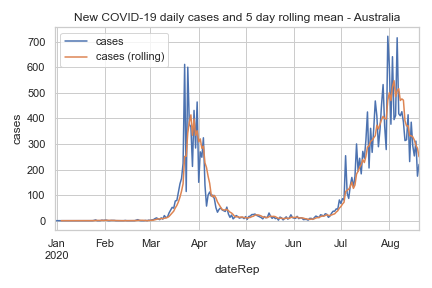 New COVID-19 daily cases and 5 day rolling mean - Australia
cases
cases (rolling)
700
600
500
400
300
200
100
0
cases
Jan
2020
Feb
Mar
Apr
May
Jun
Jul
Aug
dateRep